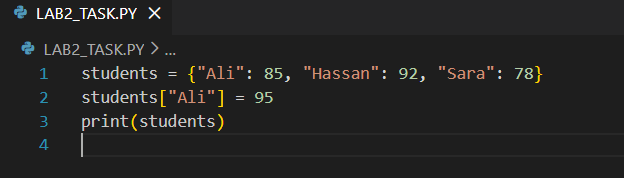 LAB2_TASK.PY ×
LAB2_TASK.PY > ...
1 students = {"Ali": 85, "Hassan": 92, "Sara": 78}
2 students["Ali"] = 95
3 print(students)
4